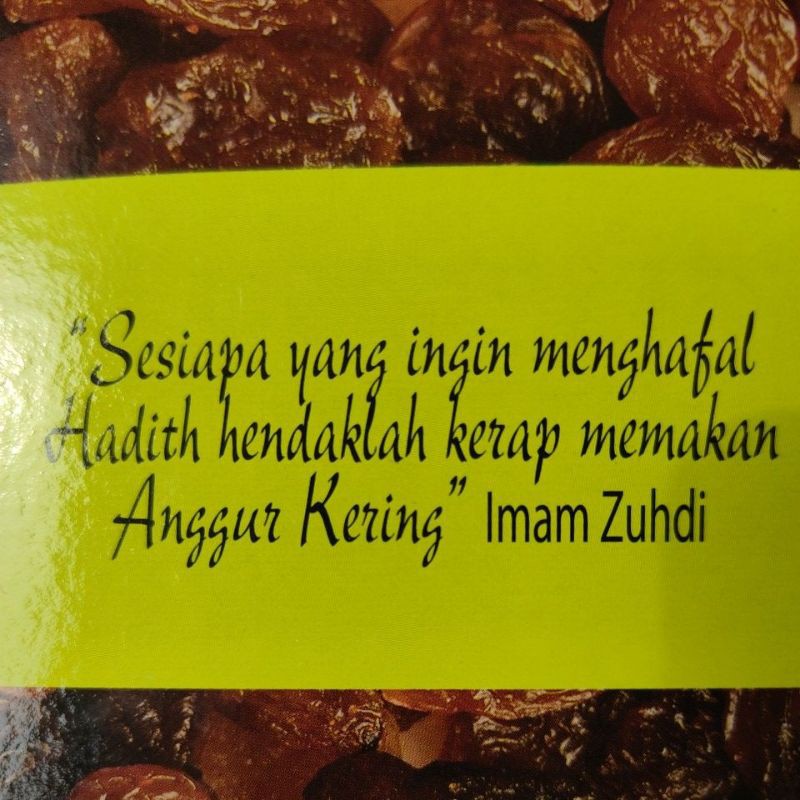 “Sesiapa yang ingin menghafal
Hadith hendaklah kerap memakan
Anggur Kering” Imam Zuhdi